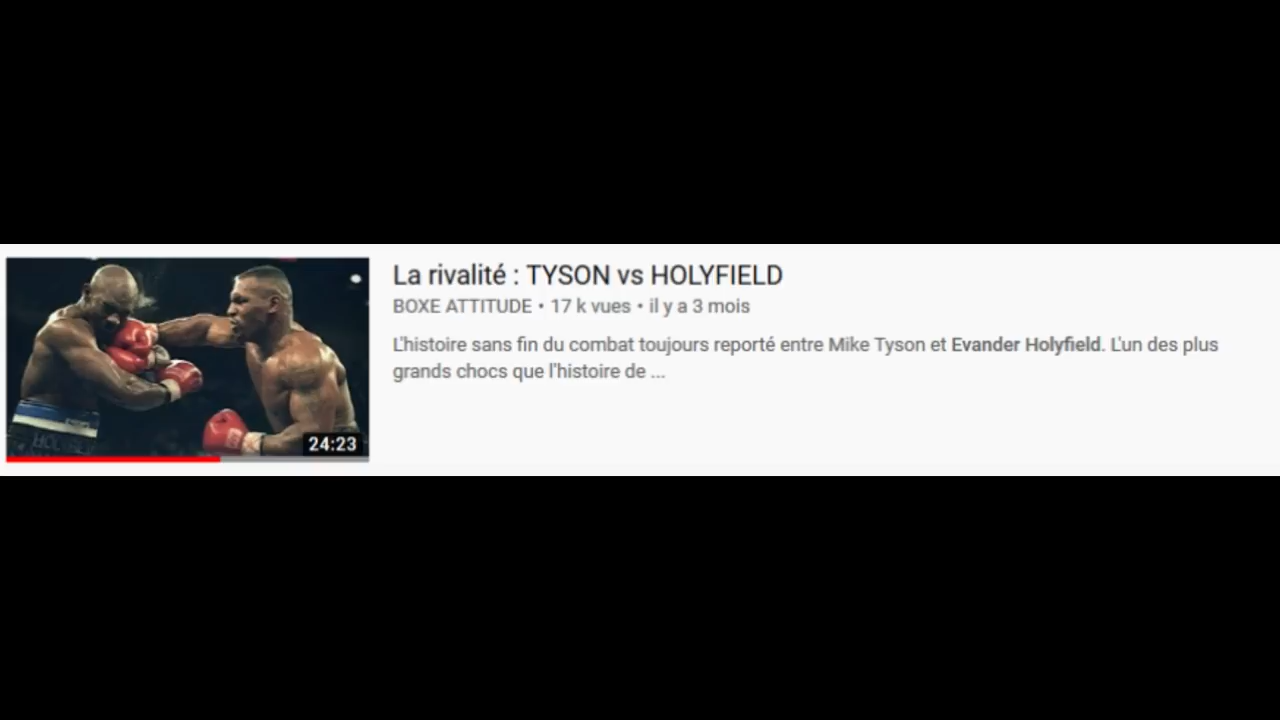 La rivalité : TYSON vs HOLYFIELD
BOXE ATTITUDE • 17 k vues • il y a 3 mois
L'histoire sans fin du combat toujours reporté entre Mike Tyson et Evander Holyfield. L'un des plus
grands chocs que l'histoire de ...
24:23